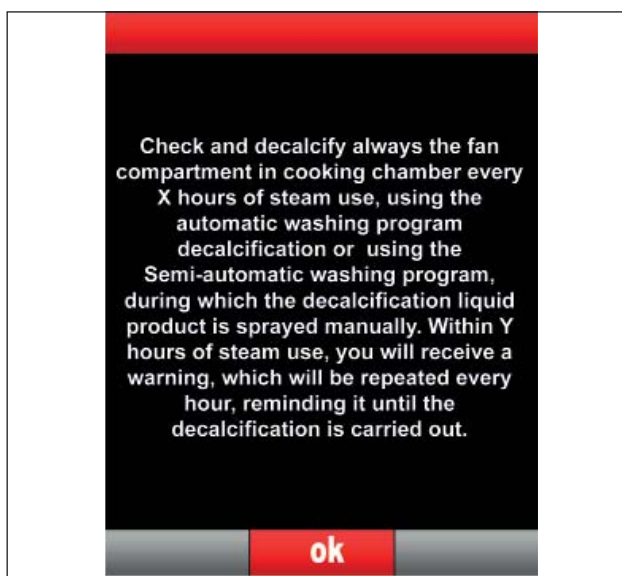 Check and decalcify always the fan
compartment in cooking chamber every
X hours of steam use, using the
automatic washing program
decalcification or using the
Semi-automatic washing program,
during which the decalcification liquid
product is sprayed manually. Within Y
hours of steam use, you will receive a
warning, which will be repeated every
hour, reminding it until the
decalcification is carried out.
ok